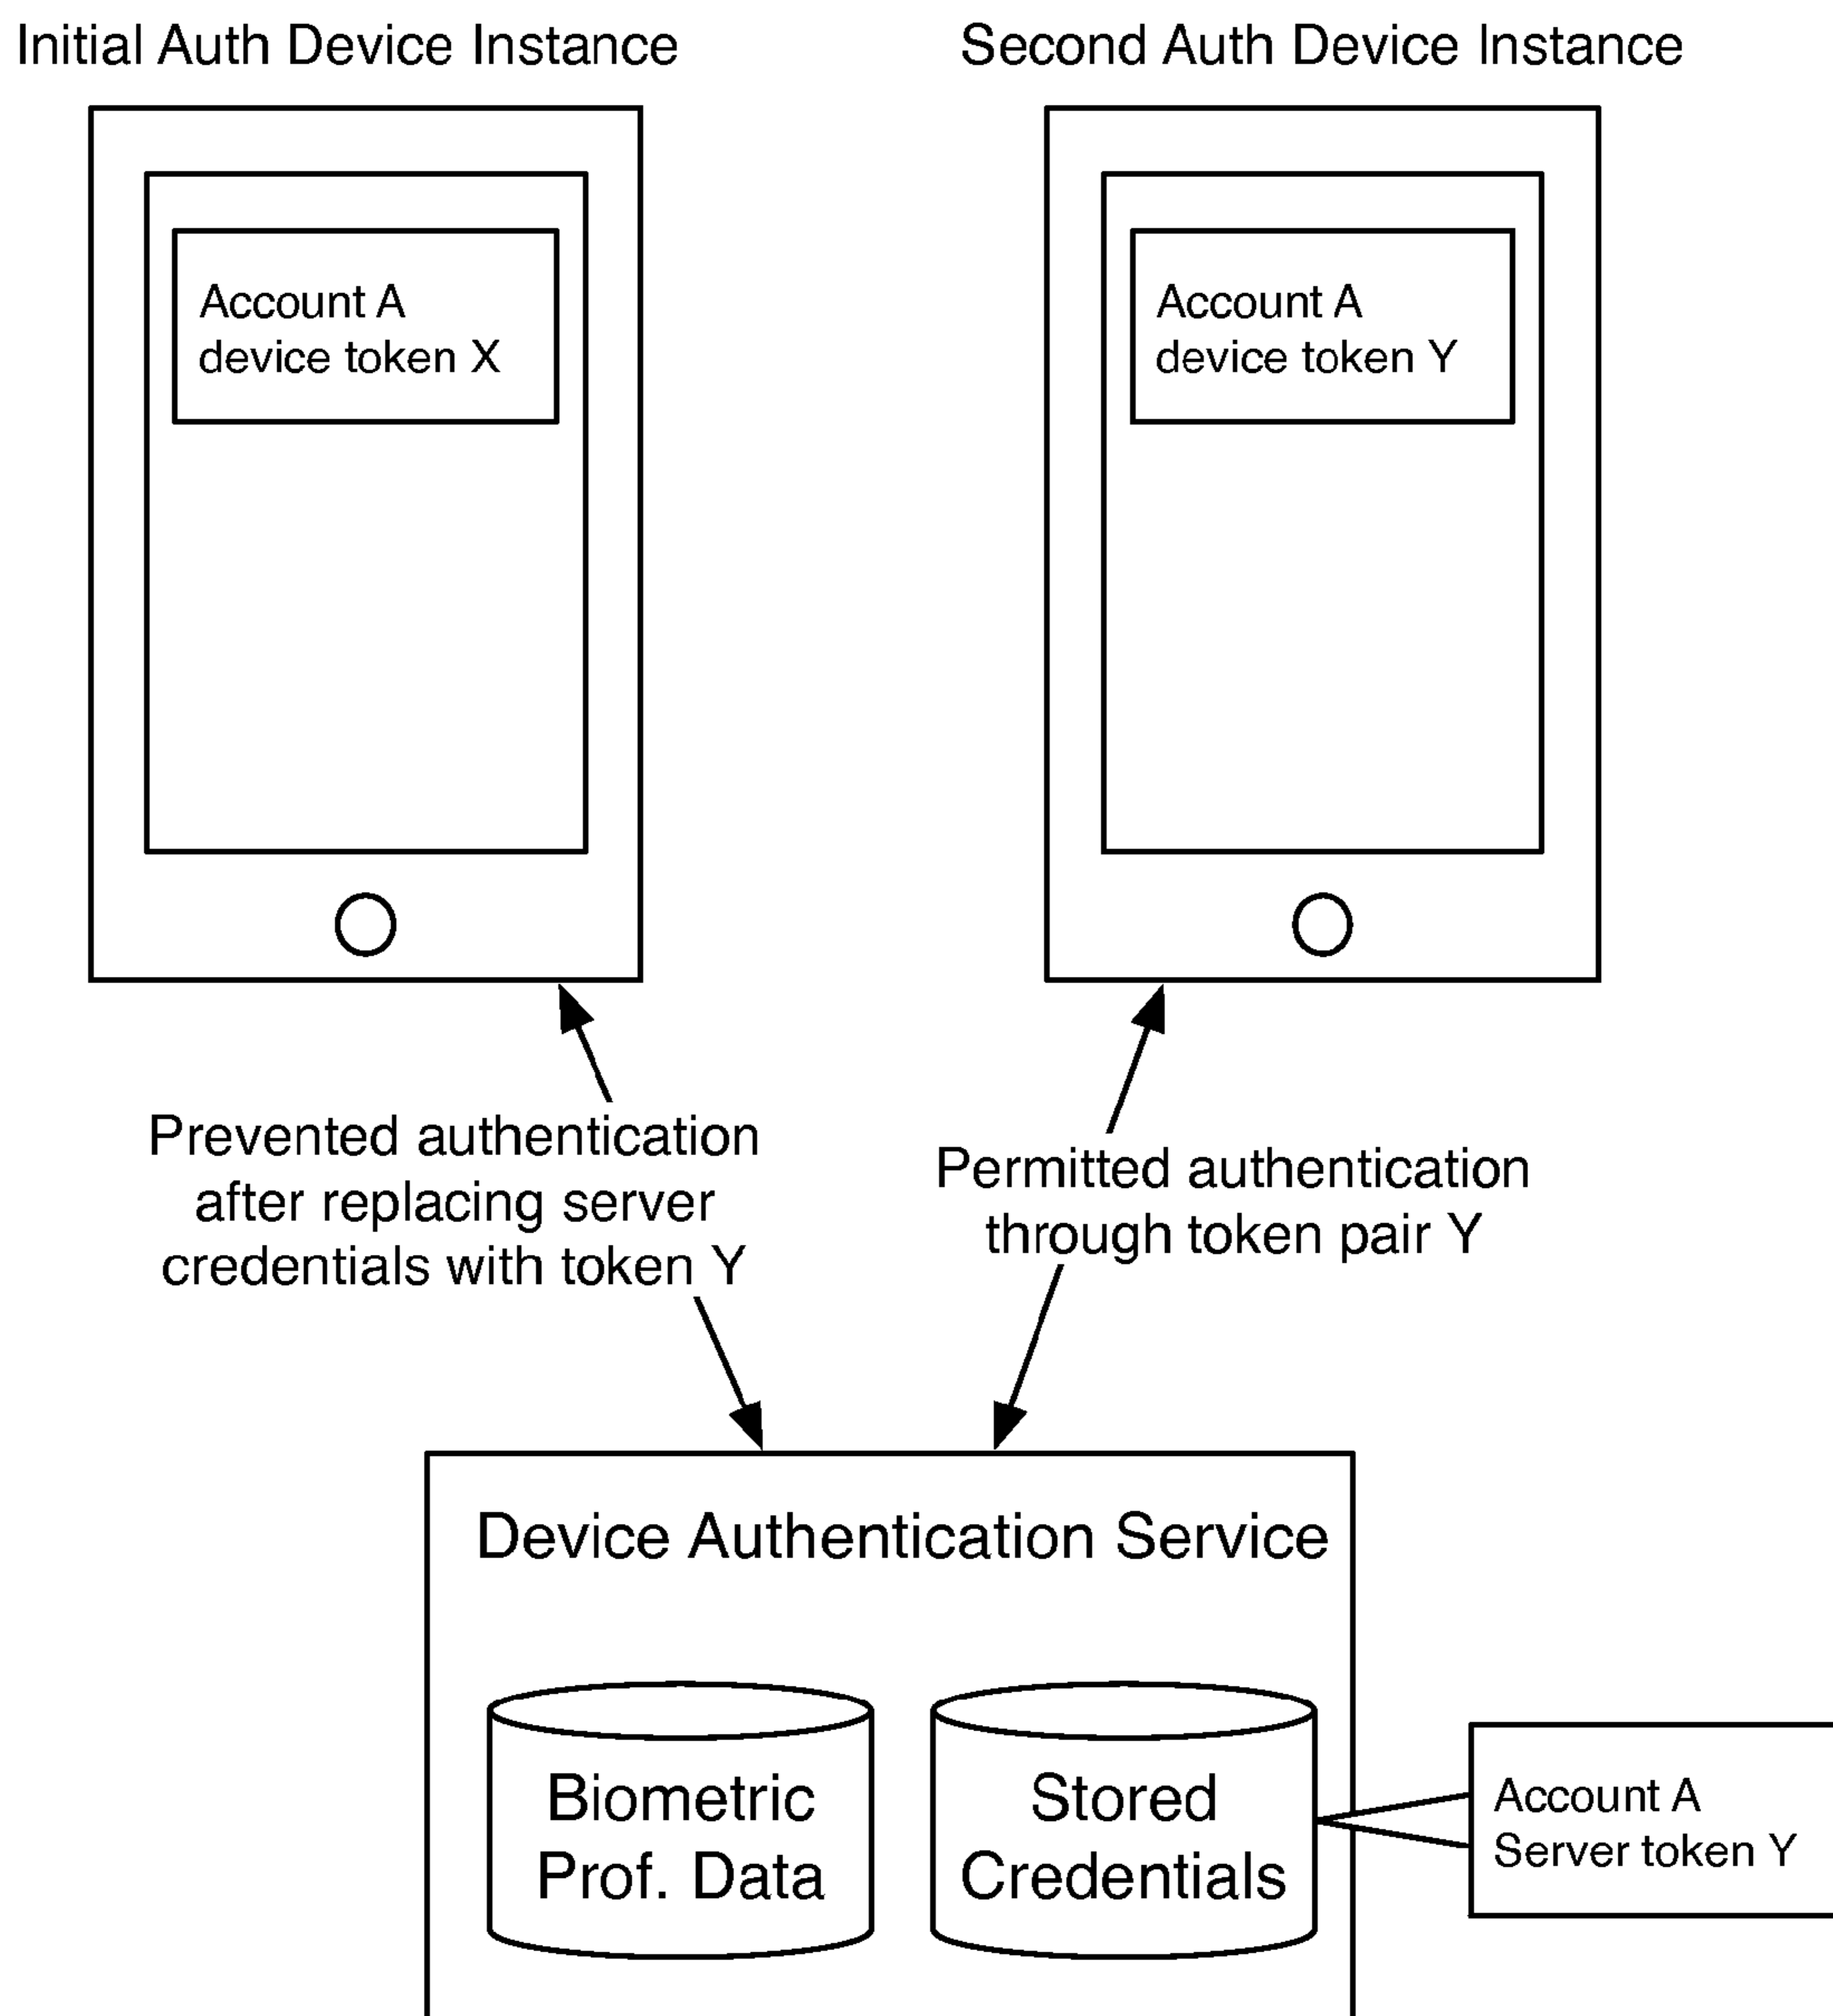 Initial Auth Device Instance
Second Auth Device Instance
Account A
device token X
Account A
device token Y
Prevented authentication
after replacing server
credentials with token Y
Permitted authentication
through token pair Y
Device Authentication Service
Biometric
Prof. Data
Stored
Credentials
Account A
Server token Y